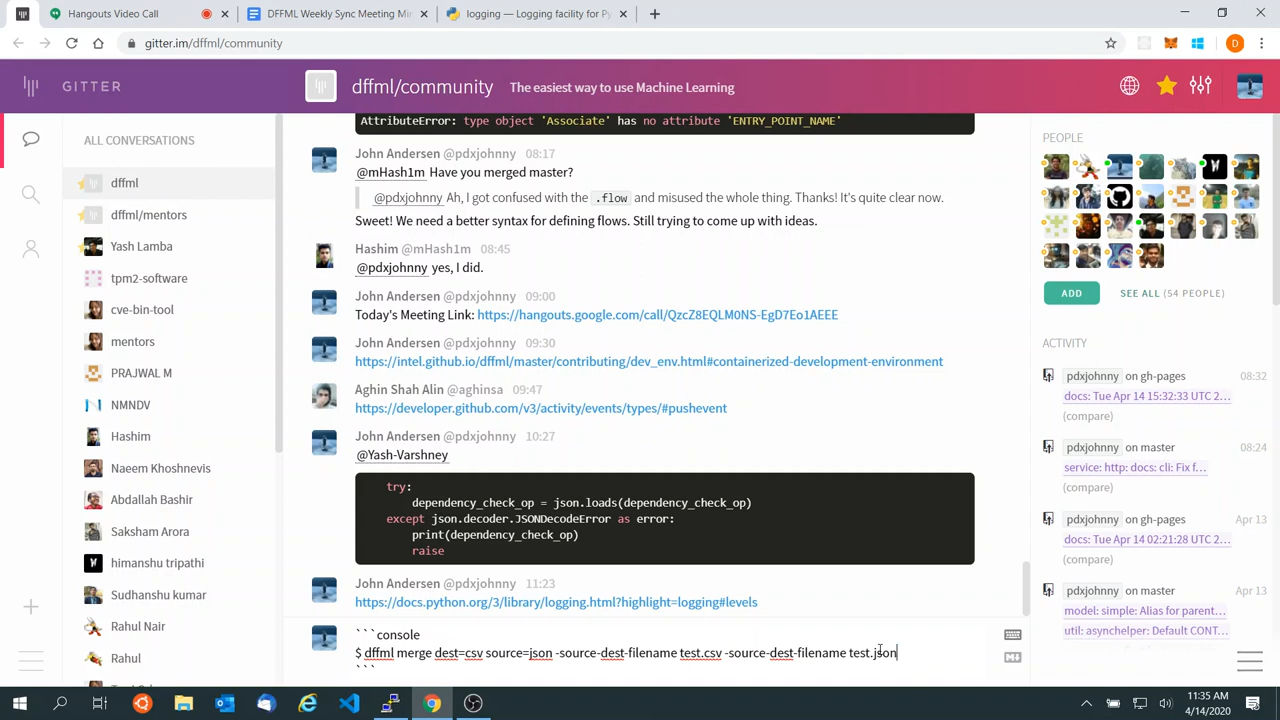 Hangouts Video Call
DFFML Weekly Sync Meeting Mi
logging — Logging facility for Py
gitter.im/dffml/community
D
GITTER
dffml/community
The easiest way to use Machine Learning
ALL CONVERSATIONS
dffml
dffml/mentors
Yash Lamba
tpm2-software
cve-bin-tool
mentors
PRAJWAL M
NMNDV
Hashim
Naeem Khoshnevis
Abdallah Bashir
Saksham Arora
himanshu tripathi
Sudhanshu kumar
Rahul Nair
Rahul
AttributeError: type object 'Associate' has no attribute 'ENTRY_POINT_NAME'
John Andersen @pdxjohnny 08:17
@mHash1m Have you merged master?
@pdxjohnny Ah, I got confused with the .flow and misused the whole thing. Thanks! It's quite clear now.
Sweet! We need a better syntax for defining flows. Still trying to come up with ideas.
Hashim @mHash1m 08:45
@pdxjohnny yes, I did.
John Andersen @pdxjohnny 09:00
Today's Meeting Link: https://hangouts.google.com/call/QzcZ8EQLM0NS-EgD7Eo1AEEE
John Andersen @pdxjohnny 09:30
https://intel.github.io/dffml/master/contributing/dev_env.html#containerized-development-environment
Aghin Shah Alin @aghinsa 09:47
https://developer.github.com/v3/activity/events/types/#pushevent
John Andersen @pdxjohnny 10:27
@Yash-Varshney
try:
dependency_check_op = json.loads(dependency_check_op)
except json.decoder.JSONDecodeError as error:
print(dependency_check_op)
raise
John Andersen @pdxjohnny 11:23
https://docs.python.org/3/library/logging.html?highlight=logging#levels
```console
$ dffml merge dest=csv source=json -source-dest-filename test.csv -source-dest-filename test.json
```
PEOPLE
ADD
SEE ALL (54 PEOPLE)
ACTIVITY
pdxjohnny on gh-pages 08:32
docs: Tue Apr 14 15:32:33 UTC 2...
(compare)
pdxjohnny on master 08:24
service: http: docs: cli: Fix f...
(compare)
pdxjohnny on gh-pages Apr 13
docs: Tue Apr 14 02:21:28 UTC 2...
(compare)
pdxjohnny on master Apr 13
model: simple: Alias for parent...
util: asynchelper: Default CONT...
11:35 AM
4/14/2020